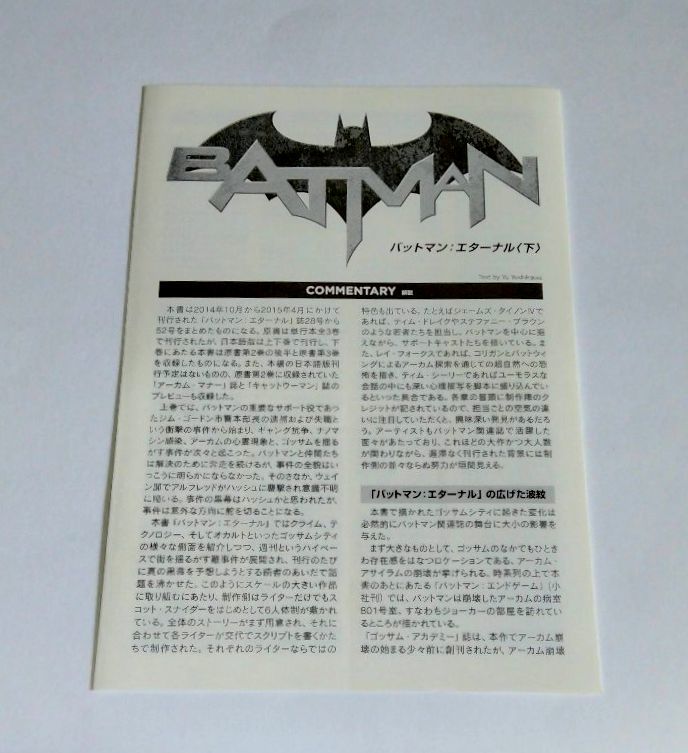 BATMAN
バットマン：エターナル〈下〉
Text by Yu Yoshikawa
COMMENTARY 解説
本書は2014年10月から2015年4月にかけて
刊行された「バットマン：エターナル」誌28号から
52号をまとめたものになる。原書は単行本全3巻
で刊行されたが、日本語版は上下巻で刊行し、下
巻にあたる本書は原書第2巻の後半と原書第3巻
を収録したものになる。また、本編の日本語版刊
行予定はないものの、原書第2巻に収録されていた
「アーカム・マナー」誌と「キャットウーマン」誌の
プレビューも収録した。
上巻では、バットマンの重要なサポート役であっ
たジム・ゴードン市警本部長の逮捕および失職と
いう衝撃の事件から始まり、ギャング抗争、ナノマ
シン感染、アーカムの心霊現象と、ゴッサムを揺る
がす事件が次々と起こった。バットマンと仲間たち
は解決のために奔走を続けるが、事件の全貌はい
っこうに明らかにならなかった。そのさなか、ウェイ
ン邸でアルフレッドがハッシュに襲撃され意識不明
に陥いる。事件の黒幕はハッシュかと思われたが、
事件は意外な方向に舵を切ることになる。
本書『バットマン：エターナル』ではクライム、テ
クノロジー、そしてオカルトといったゴッサムシティ
の様々な側面を紹介しつつ、週刊というハイペー
スで街を揺るがす難事件が展開され、刊行のたび
に真の黒幕を予想しようとする読者のあいだで話
題を沸かせた。このようにスケールの大きい作品
に取り組むにあたり、制作側はライターだけでもス
コット・スナイダーをはじめとして6人体制が敷かれ
ている。全体のストーリーがまず用意され、それに
合わせて各ライターが交代でスクリプトを書くかた
ちで制作された。それぞれのライターならではの
特色も出ている。たとえばジェームズ・タイノンIVで
あれば、ティム・ドレイクやステファニー・ブラウン
のような若者たちを担当し、バットマンを中心に据
えながら、サポートキャストたちを描いている。ま
た、レイ・フォークスであれば、コリガンとバットウィ
ングによるアーカム探索を通しての超自然への恐
怖を描き、ティム・シーリーであればユーモラスな
会話の中にも深い心理描写を脚本に盛り込んでい
るといった具合である。各章の冒頭に制作陣のク
レジットが記されているので、担当ごとの空気の違
いに注目していただくと、興味深い発見があるだろ
う。アーティストもバットマン関連誌で活躍した
面々があたっており、これほどの大作かつ大人数
が関わりながら、遅滞なく刊行された背景には制
作側の並々ならぬ努力が垣間見える。
「バットマン：エターナル」の広げた波紋
本書で描かれたゴッサムシティに起きた変化は
必然的にバットマン関連誌の舞台に大小の影響を
与えた。
まず大きなものとして、ゴッサムのなかでもひとき
わ存在感をはなつロケーションである、アーカム・ア
サイラムの崩壊が挙げられる。時系列の上で本
書のあとにあたる『バットマン：エンドゲーム』（小
社刊）では、バットマンは崩壊したアーカムの病室
801号室、すなわちジョーカーの部屋を訪れてい
るところが描かれている。
「ゴッサム・アカデミー」誌は、本作でアーカム崩
壊の始まる少々前に創刊されたが、アーカム崩壊